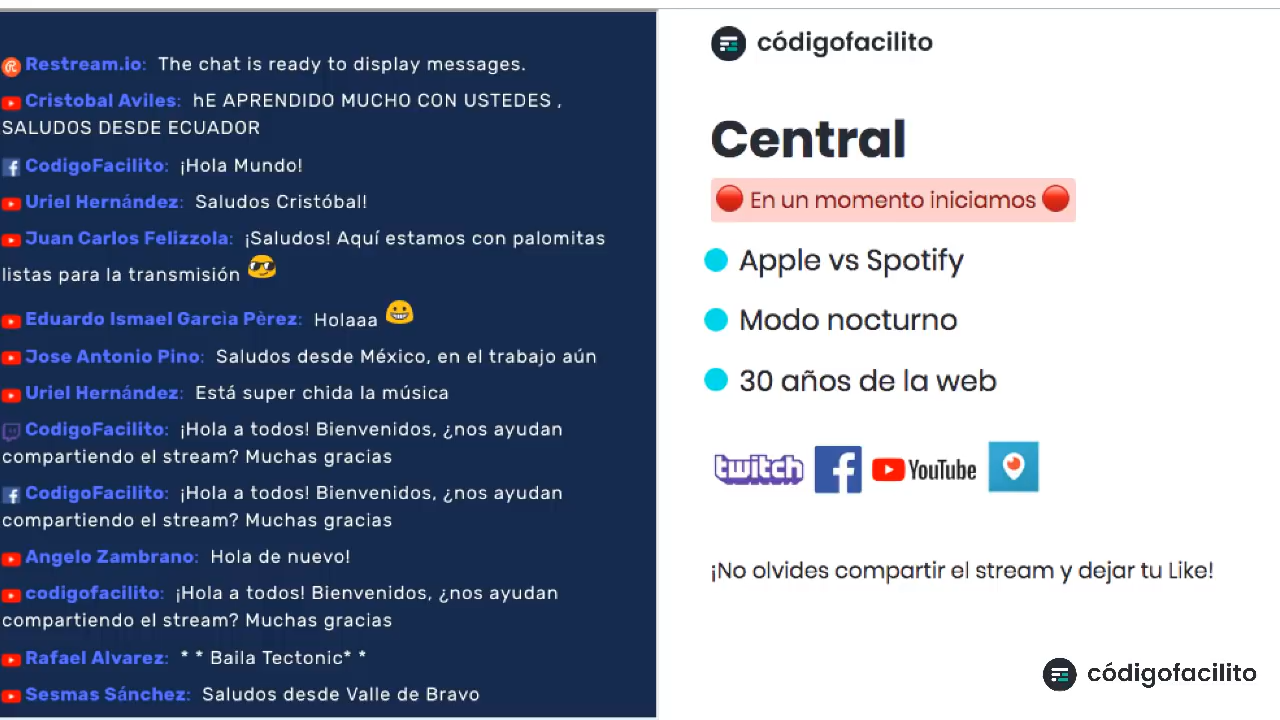 Restream.io: The chat is ready to display messages.
Cristobal Aviles: hE APRENDIDO MUCHO CON USTEDES ,
SALUDOS DESDE ECUADOR
CodigoFacilito: ¡Hola Mundo!
Uriel Hernández: Saludos Cristóbal!
Juan Carlos Felizzola: ¡Saludos! Aquí estamos con palomitas
listas para la transmisión 😎
Eduardo Ismael Garcìa Pèrez: Holaaa 😀
Jose Antonio Pino: Saludos desde México, en el trabajo aún
Uriel Hernández: Está super chida la música
CodigoFacilito: ¡Hola a todos! Bienvenidos, ¿nos ayudan
compartiendo el stream? Muchas gracias
CodigoFacilito: ¡Hola a todos! Bienvenidos, ¿nos ayudan
compartiendo el stream? Muchas gracias
Angelo Zambrano: Hola de nuevo!
codigofacilito: ¡Hola a todos! Bienvenidos, ¿nos ayudan
compartiendo el stream? Muchas gracias
Rafael Alvarez: * * Baila Tectonic* *
Sesmas Sánchez: Saludos desde Valle de Bravo
códigofacilito
Central
🔴 En un momento iniciamos 🔴
Apple vs Spotify
Modo nocturno
30 años de la web
twitch f YouTube
¡No olvides compartir el stream y dejar tu Like!
códigofacilito